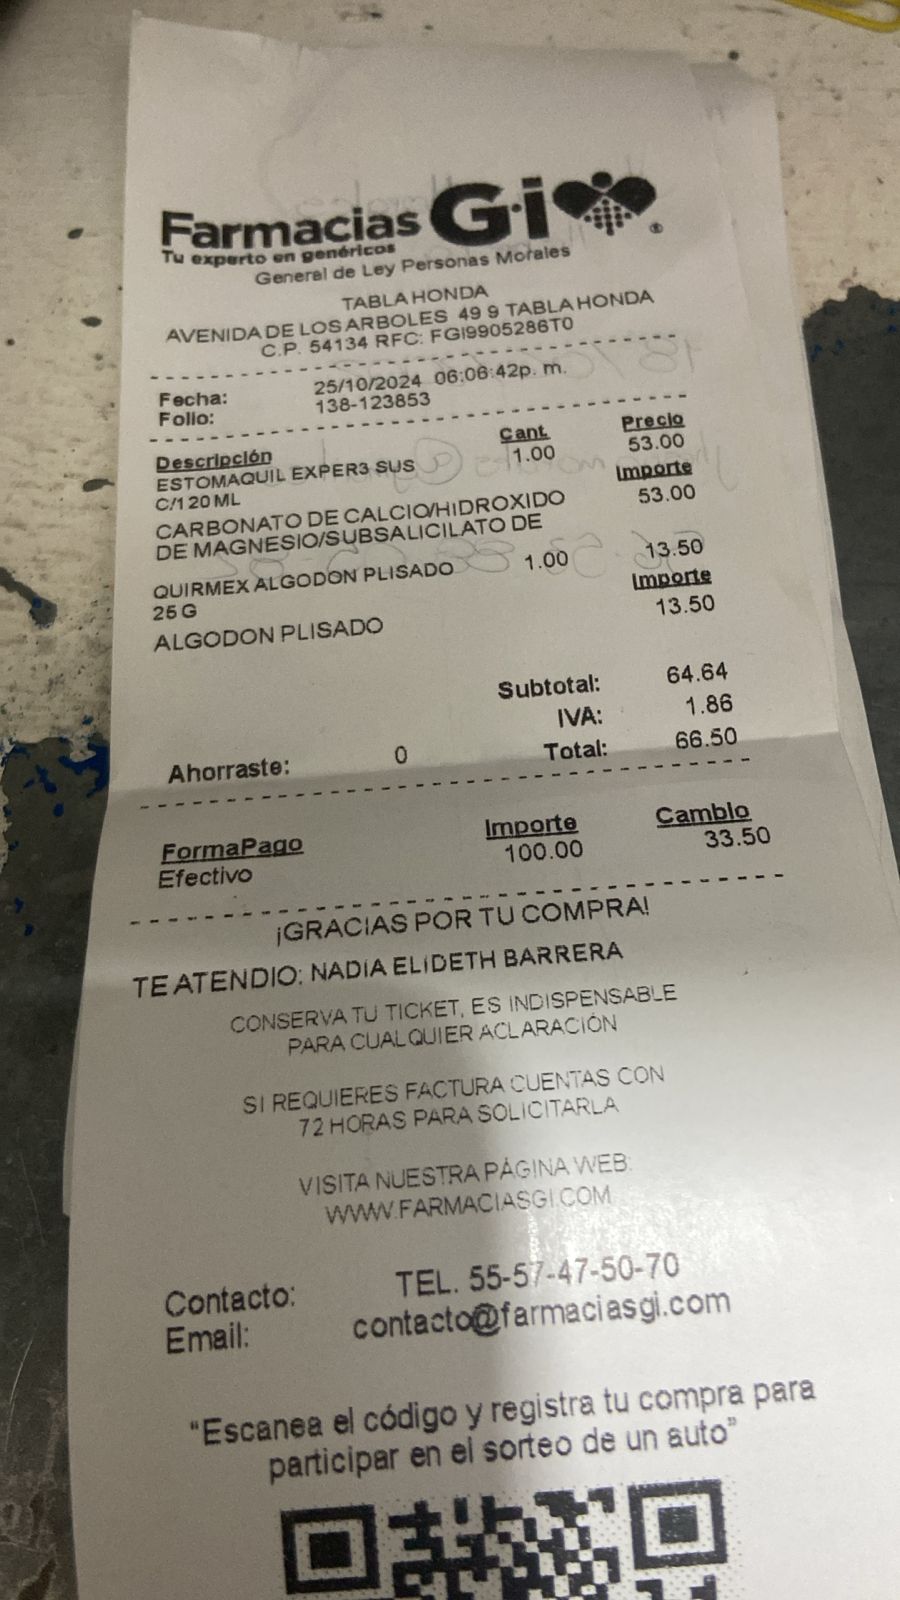 Farmacias G·i ®
Tu experto en genéricos
General de Ley Personas Morales
TABLA HONDA
AVENIDA DE LOS ARBOLES 49 9 TABLA HONDA
C.P. 54134 RFC: FGI9905286T0
Fecha: 25/10/2024 06:06:42p. m.
Folio: 138-123853
Descripción Cant. Precio
ESTOMAQUIL EXPER3 SUS 1.00 53.00
C/120 ML Importe
CARBONATO DE CALCIO/HIDROXIDO 53.00
DE MAGNESIO/SUBSALICILATO DE
QUIRMEX ALGODON PLISADO 1.00 13.50
25 G Importe
ALGODON PLISADO 13.50
Subtotal: 64.64
IVA: 1.86
Ahorraste: 0 Total: 66.50
FormaPago Importe Cambio
Efectivo 100.00 33.50
¡GRACIAS POR TU COMPRA!
TE ATENDIO: NADIA ELIDETH BARRERA
CONSERVA TU TICKET, ES INDISPENSABLE
PARA CUALQUIER ACLARACIÓN
SI REQUIERES FACTURA CUENTAS CON
72 HORAS PARA SOLICITARLA
VISITA NUESTRA PÁGINA WEB:
WWW.FARMACIASGI.COM
Contacto: TEL. 55-57-47-50-70
Email: contacto@farmaciasgi.com
"Escanea el código y registra tu compra para
participar en el sorteo de un auto"